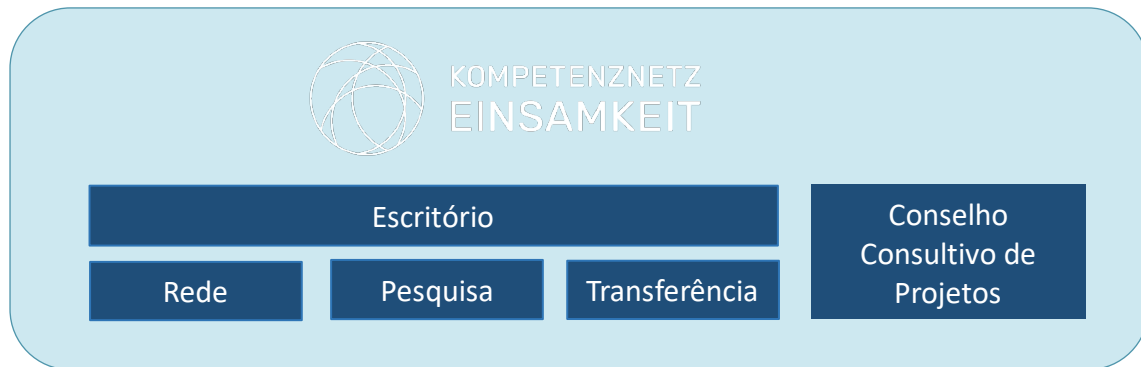 KOMPETENZNETZ
EINSAMKEIT
Escritório
Rede
Pesquisa
Transferência
Conselho
Consultivo de
Projetos